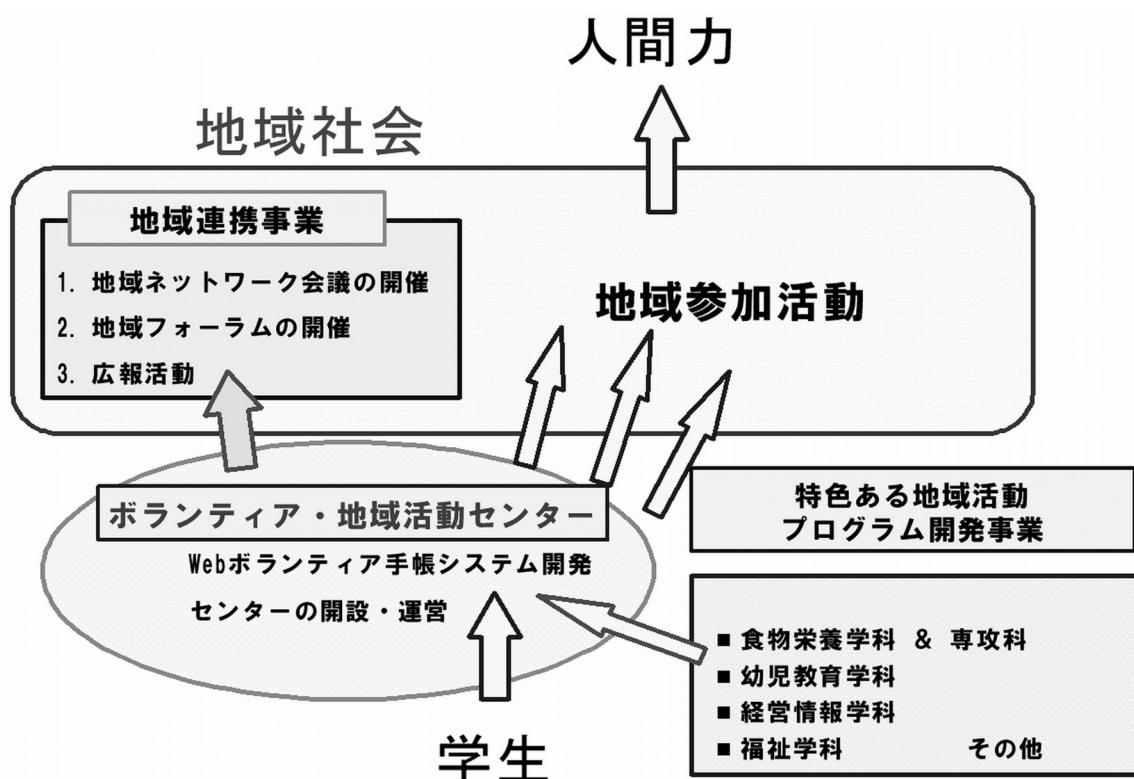 人間力
地域社会
地域連携事業
1. 地域ネットワーク会議の開催
2. 地域フォーラムの開催
3. 広報活動
地域参加活動
ボランティア・地域活動センター
Webボランティア手帳システム開発
センターの開設・運営
特色ある地域活動
プログラム開発事業
■ 食物栄養学科 & 専攻科
■ 幼児教育学科
■ 経営情報学科
■ 福祉学科 その他
学生